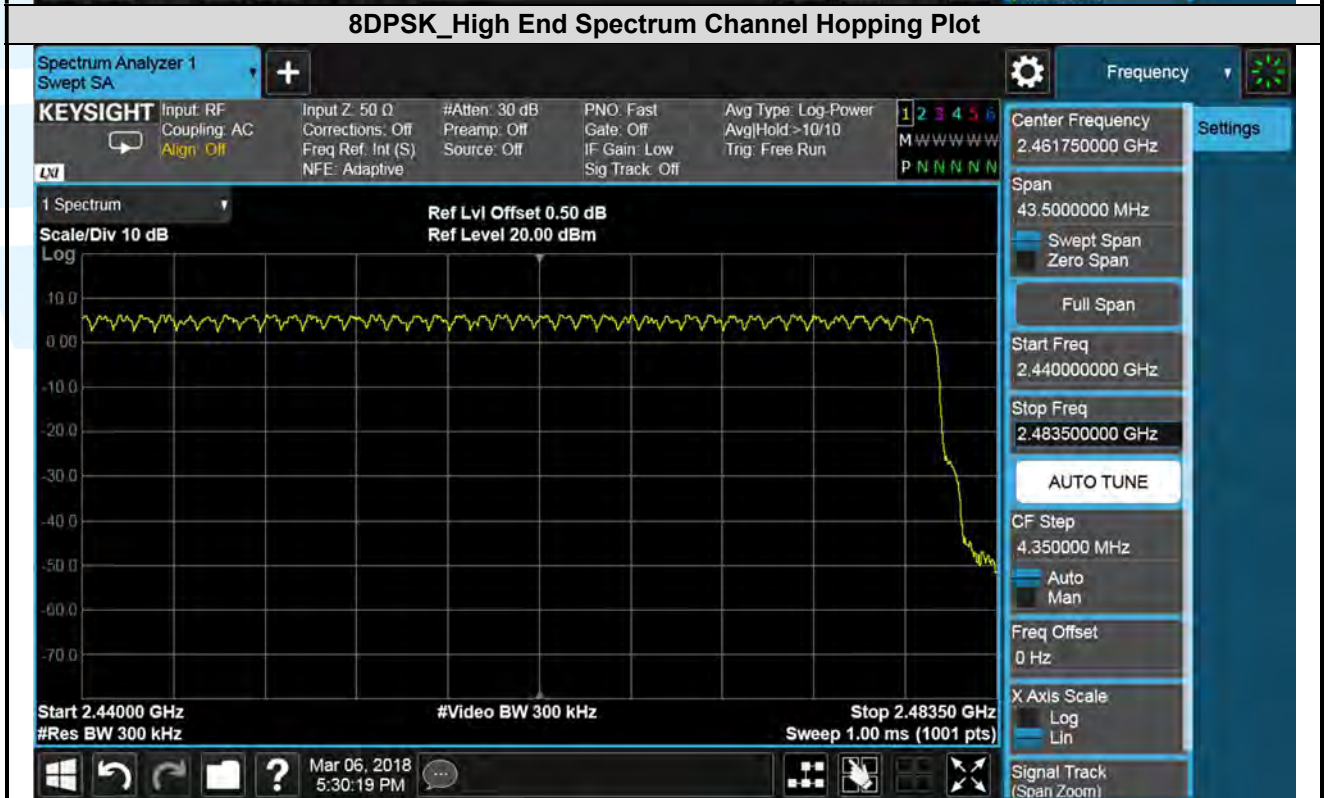 8DPSK_High End Spectrum Channel Hopping Plot
Spectrum Analyzer 1
Swept SA
+
Frequency
KEYSIGHT
LXI
Input: RF
Coupling: AC
Align: Off
Input Z: 50 Ω
Corrections: Off
Freq Ref: Int (S)
NFE: Adaptive
#Atten: 30 dB
Preamp: Off
Source: Off
PNO: Fast
Gate: Off
IF Gain: Low
Sig Track: Off
Avg Type: Log-Power
Avg|Hold:>10/10
Trig: Free Run
1 2 3 4 5 6
M W W W W W
P N N N N N
1 Spectrum
Scale/Div 10 dB
Log
Ref Lvl Offset 0.50 dB
Ref Level 20.00 dBm
10.0
0.00
-10.0
-20.0
-30.0
-40.0
-50.0
-60.0
-70.0
Start 2.44000 GHz
#Res BW 300 kHz
#Video BW 300 kHz
Stop 2.48350 GHz
Sweep 1.00 ms (1001 pts)
Center Frequency
2.461750000 GHz
Settings
Span
43.5000000 MHz
Swept Span
Zero Span
Full Span
Start Freq
2.440000000 GHz
Stop Freq
2.483500000 GHz
AUTO TUNE
CF Step
4.350000 MHz
Auto
Man
Freq Offset
0 Hz
X Axis Scale
Log
Lin
Signal Track
(Span Zoom)
?
Mar 06, 2018
5:30:19 PM